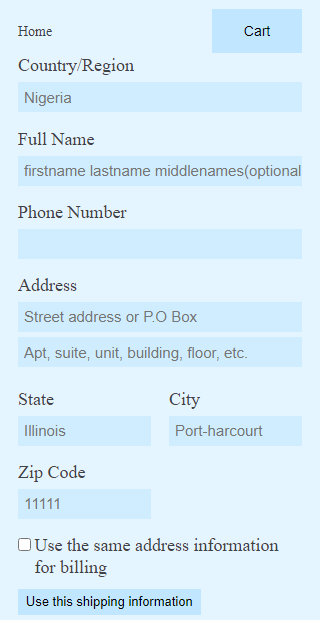 Home
Cart
Country/Region
Nigeria
Full Name
firstname lastname middlenames(optional
Phone Number
Address
Street address or P.O Box
Apt, suite, unit, building, floor, etc.
State
City
Illinois
Port-harcourt
Zip Code
11111
Use the same address information
for billing
Use this shipping information